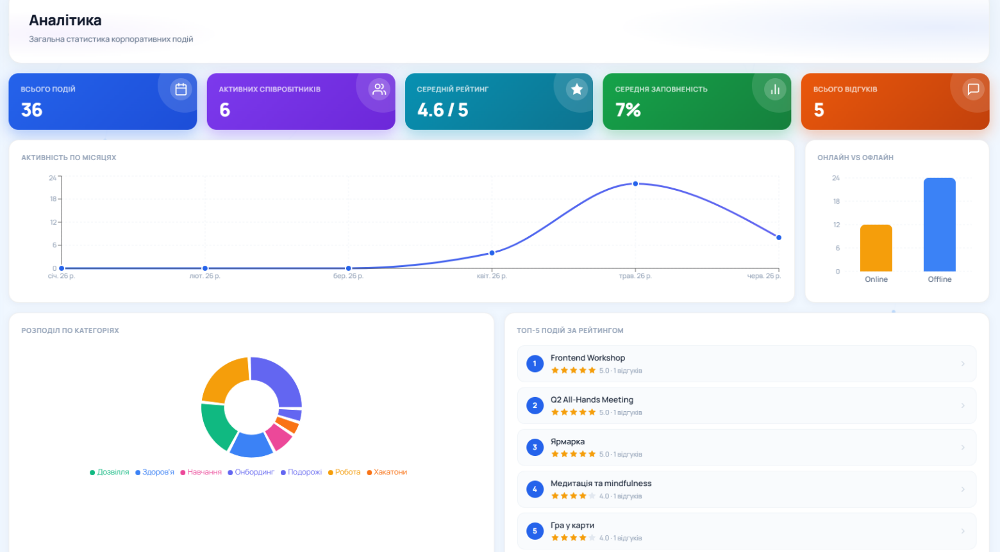 Аналітика
Загальна статистика корпоративних подій
ВСЬОГО ПОДІЙ
36
АКТИВНИХ СПІВРОБІТНИКІВ
6
СЕРЕДНІЙ РЕЙТИНГ
4.6 / 5
СЕРЕДНЯ ЗАПОВНЕНІСТЬ
7%
ВСЬОГО ВІДГУКІВ
5
АКТИВНІСТЬ ПО МІСЯЦЯХ
24
18
12
6
0
січ. 26 р.
лют. 26 р.
бер. 26 р.
квіт. 26 р.
трав. 26 р.
черв. 26 р.
ОНЛАЙН VS ОФЛАЙН
24
18
12
6
0
Online
Offline
РОЗПОДІЛ ПО КАТЕГОРІЯХ
Дозвілля Здоров'я Навчання Онбординг Подорожі Робота Хакатони
ТОП-5 ПОДІЙ ЗА РЕЙТИНГОМ
1
Frontend Workshop
5.0 · 1 відгуків
2
Q2 All-Hands Meeting
5.0 · 1 відгуків
3
Ярмарка
5.0 · 1 відгуків
4
Медитація та mindfulness
4.0 · 1 відгуків
5
Гра у карти
4.0 · 1 відгуків